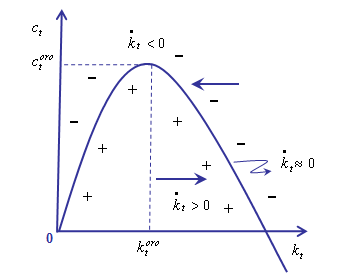 c_t
k̇_t < 0
c_t^{oro}
−
−
+
−
−
+
+
−
+
k̇_t ≈ 0
+
−
+
k̇_t > 0
+
0
k_t^{oro}
k_t